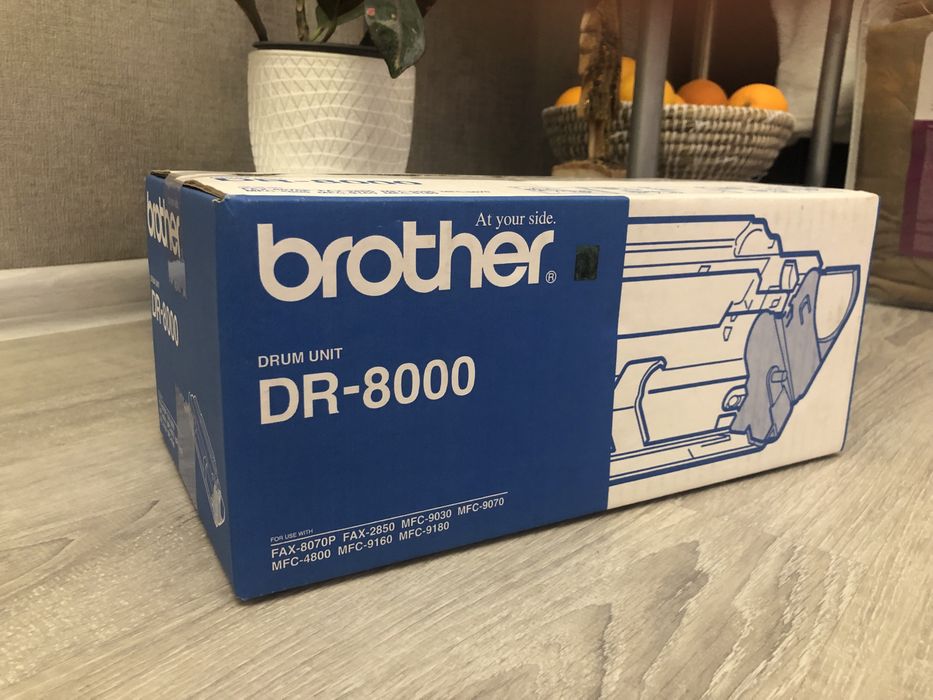 At your side.
brother®
DRUM UNIT
DR-8000
FOR USE WITH
FAX-8070P FAX-2850 MFC-9030 MFC-9070
MFC-4800 MFC-9160 MFC-9180
brother
DR-8000